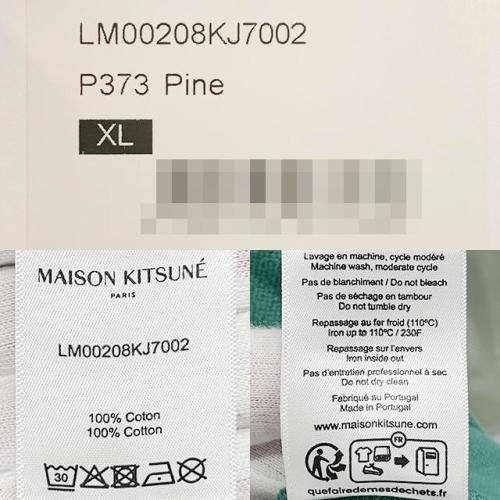 LM00208KJ7002
P373 Pine
XL
MAISON KITSUNÉ
PARIS
LM00208KJ7002
100% Coton
100% Cotton
30
Lavage en machine, cycle modéré
Machine wash, moderate cycle
Pas de blanchiment / Do not bleach
Pas de séchage en tambour
Do not tumble dry
Repassage au fer froid (110ºC)
Iron up to 110ºC / 230F
Repassage sur l'envers
Iron inside out
Pas d'entretien professionnel à sec
Do not dry clean
Fabriqué au Portugal
Made in Portugal
www.maisonkitsune.com
FR
quefairedemesdechets.fr